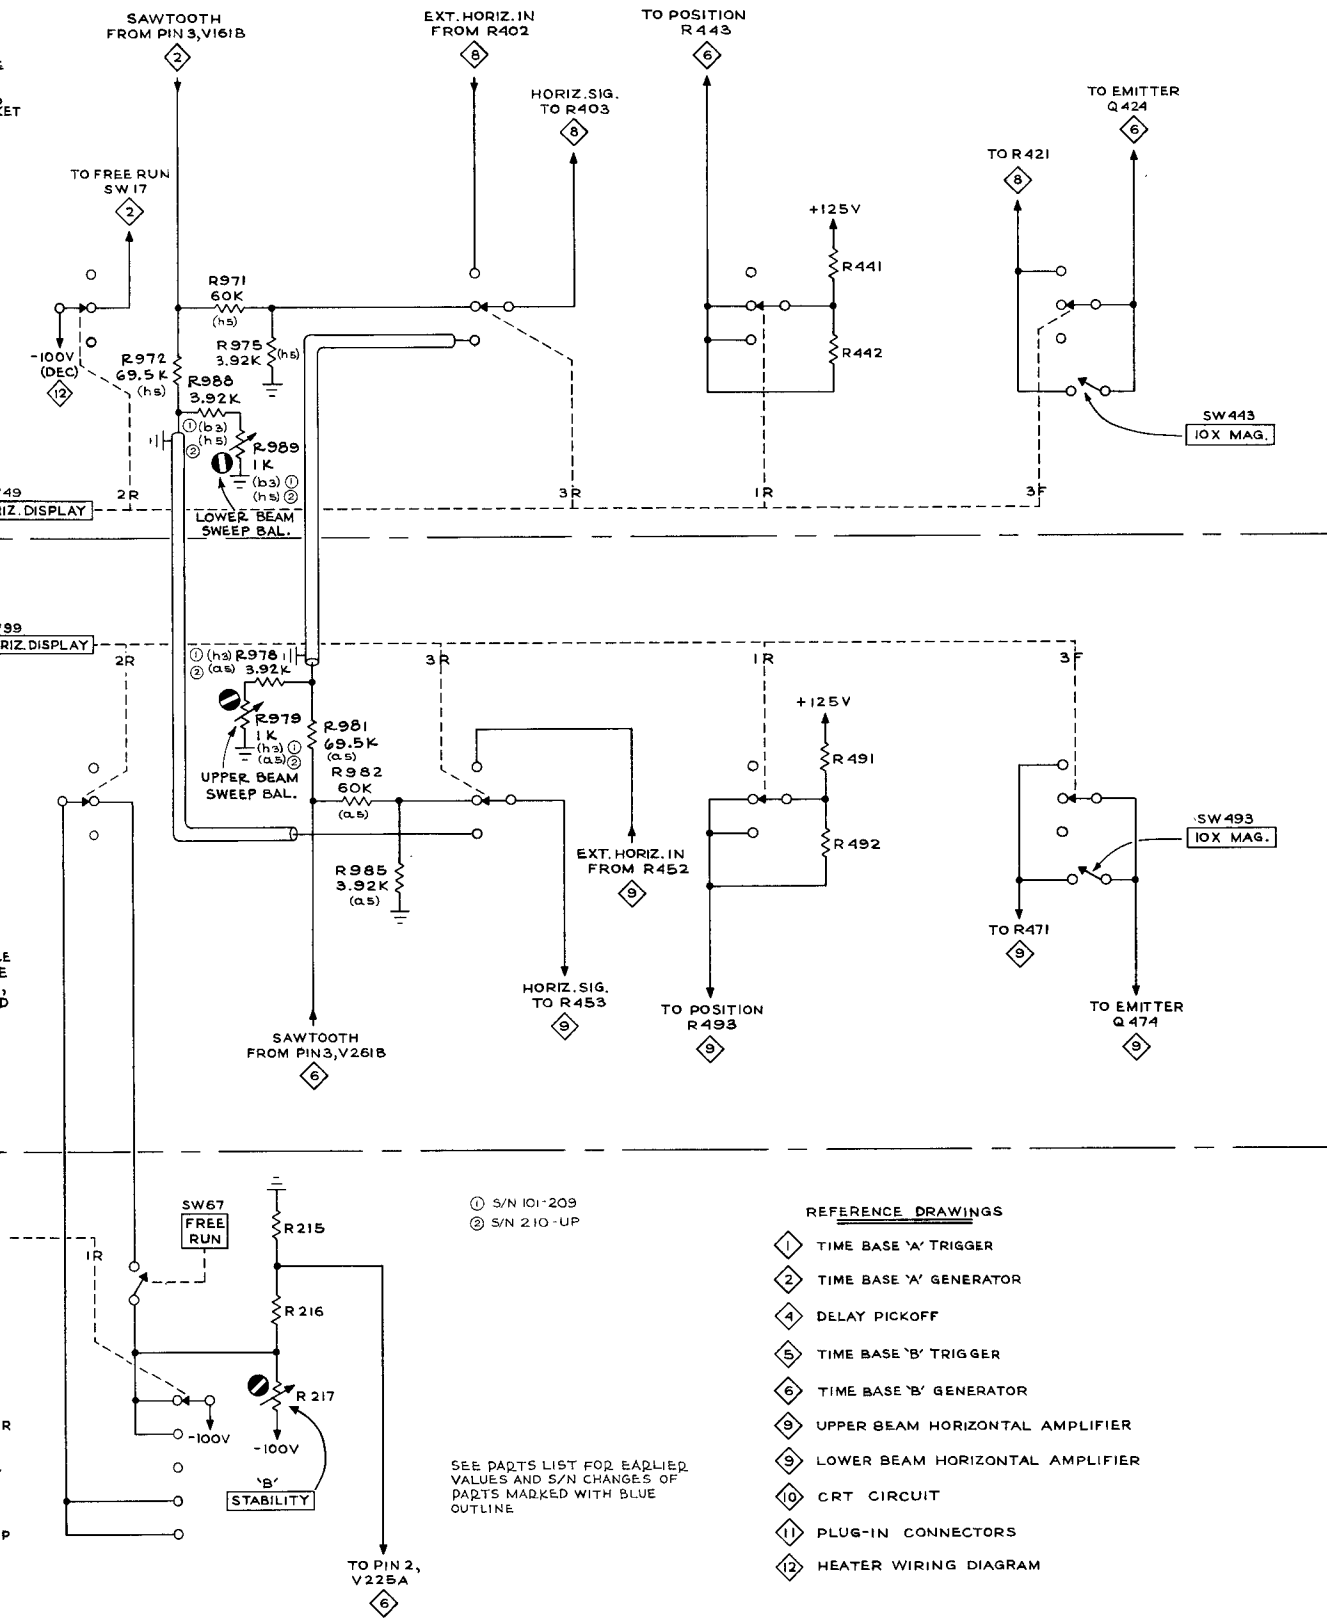 SAWTOOTH
FROM PIN 3, V161B
2
EXT. HORIZ. IN
FROM R402
8
TO POSITION
R443
6
HORIZ. SIG.
TO R403
8
TO EMITTER
Q424
6
KET
TO FREE RUN
SW 17
2
TO R421
8
+125V
R441
R442
R971
60K
(h5)
R975
3.92K
(h5)
-100V
(DEC)
12
R972
69.5K
(h5)
R988
3.92K
① (b3)
② (h5)
R989
1K
(b3) ①
(h5) ②
LOWER BEAM
SWEEP BAL.
SW443
10X MAG.
49
IZ. DISPLAY
2R
3R
1R
3F
99
RIZ. DISPLAY
2R
① (h3) R978
② (a5) 3.92K
3R
1R
3F
R979
1K
(h3) ①
(a5) ②
UPPER BEAM
SWEEP BAL.
R981
69.5K
(a5)
R982
60K
(a5)
R985
3.92K
(a5)
+125V
R491
R492
EXT. HORIZ. IN
FROM R452
9
SW493
10X MAG.
TO R471
9
LE
E
D
HORIZ. SIG.
TO R453
9
TO POSITION
R493
9
TO EMITTER
Q474
9
SAWTOOTH
FROM PIN3, V261B
6
SW67
FREE
RUN
1R
R215
R216
R217
-100V
-100V
'B'
STABILITY
R
P
TO PIN 2,
V225A
6
① S/N 101-209
② S/N 210-UP
SEE PARTS LIST FOR EARLIER
VALUES AND S/N CHANGES OF
PARTS MARKED WITH BLUE
OUTLINE
REFERENCE DRAWINGS
1 TIME BASE 'A' TRIGGER
2 TIME BASE 'A' GENERATOR
4 DELAY PICKOFF
5 TIME BASE 'B' TRIGGER
6 TIME BASE 'B' GENERATOR
9 UPPER BEAM HORIZONTAL AMPLIFIER
9 LOWER BEAM HORIZONTAL AMPLIFIER
10 CRT CIRCUIT
11 PLUG-IN CONNECTORS
12 HEATER WIRING DIAGRAM